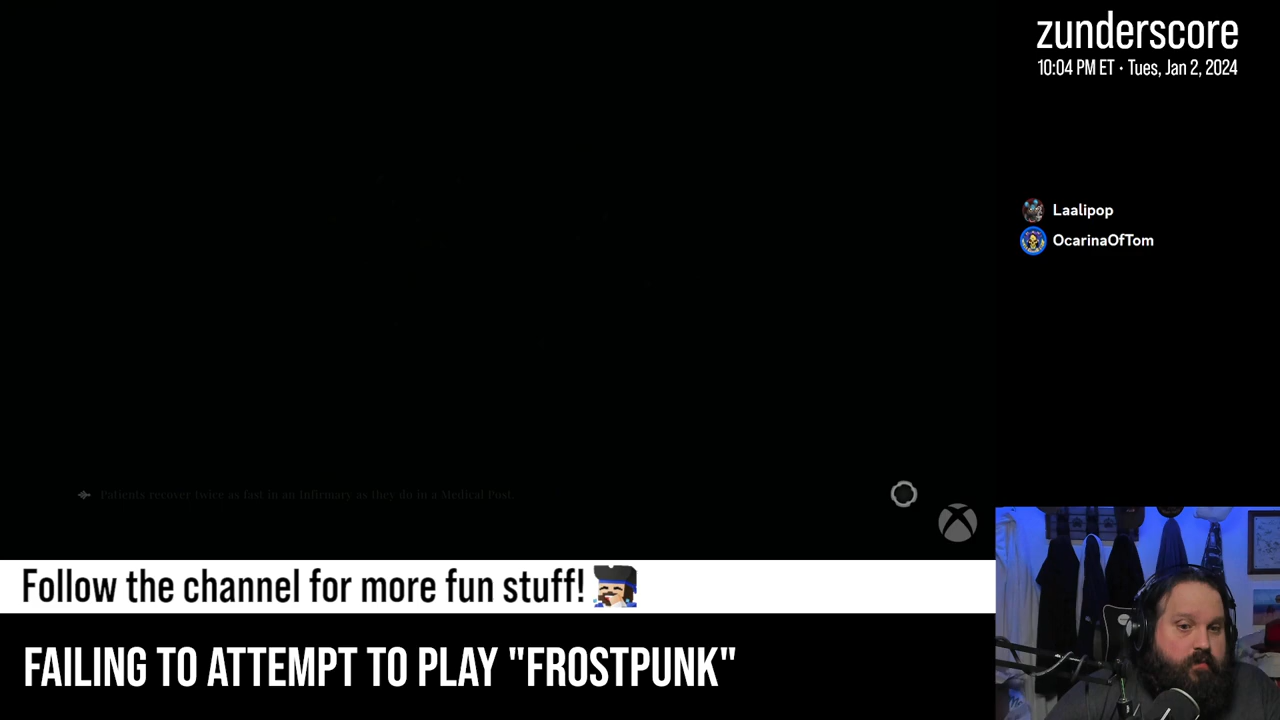 zunderscore
10:04 PM ET · Tues, Jan 2, 2024
Laalipop
OcarinaOfTom
Patients recover twice as fast in an Infirmary as they do in a Medical Post.
Follow the channel for more fun stuff!
FAILING TO ATTEMPT TO PLAY "FROSTPUNK"